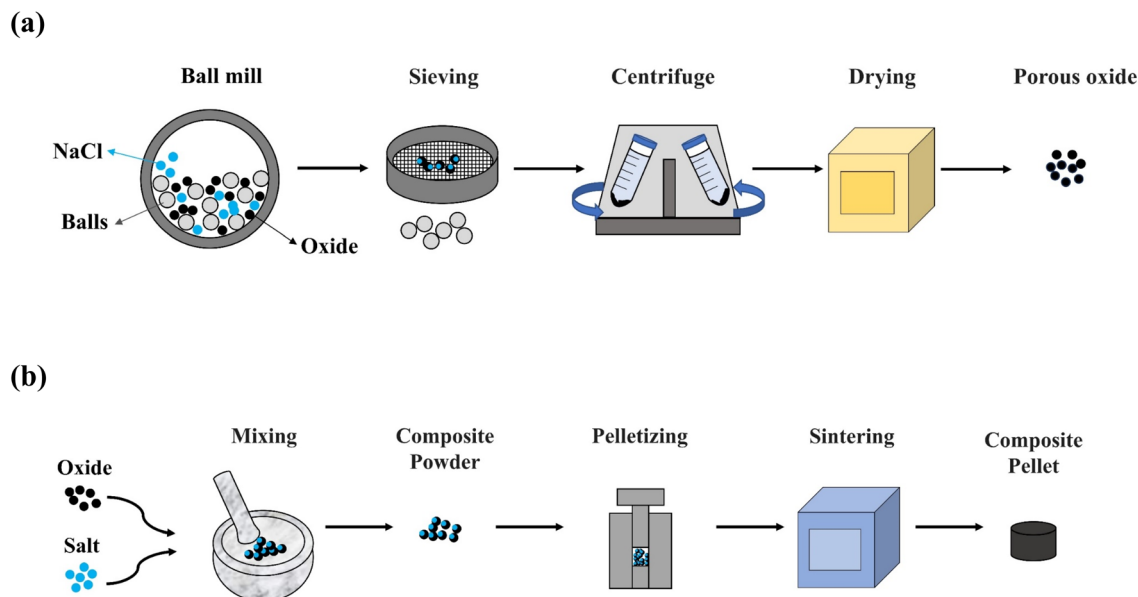 (a)
Ball mill
Sieving
Centrifuge
Drying
Porous oxide
NaCl
Balls
Oxide
(b)
Mixing
Composite
Powder
Pelletizing
Sintering
Composite
Pellet
Oxide
Salt